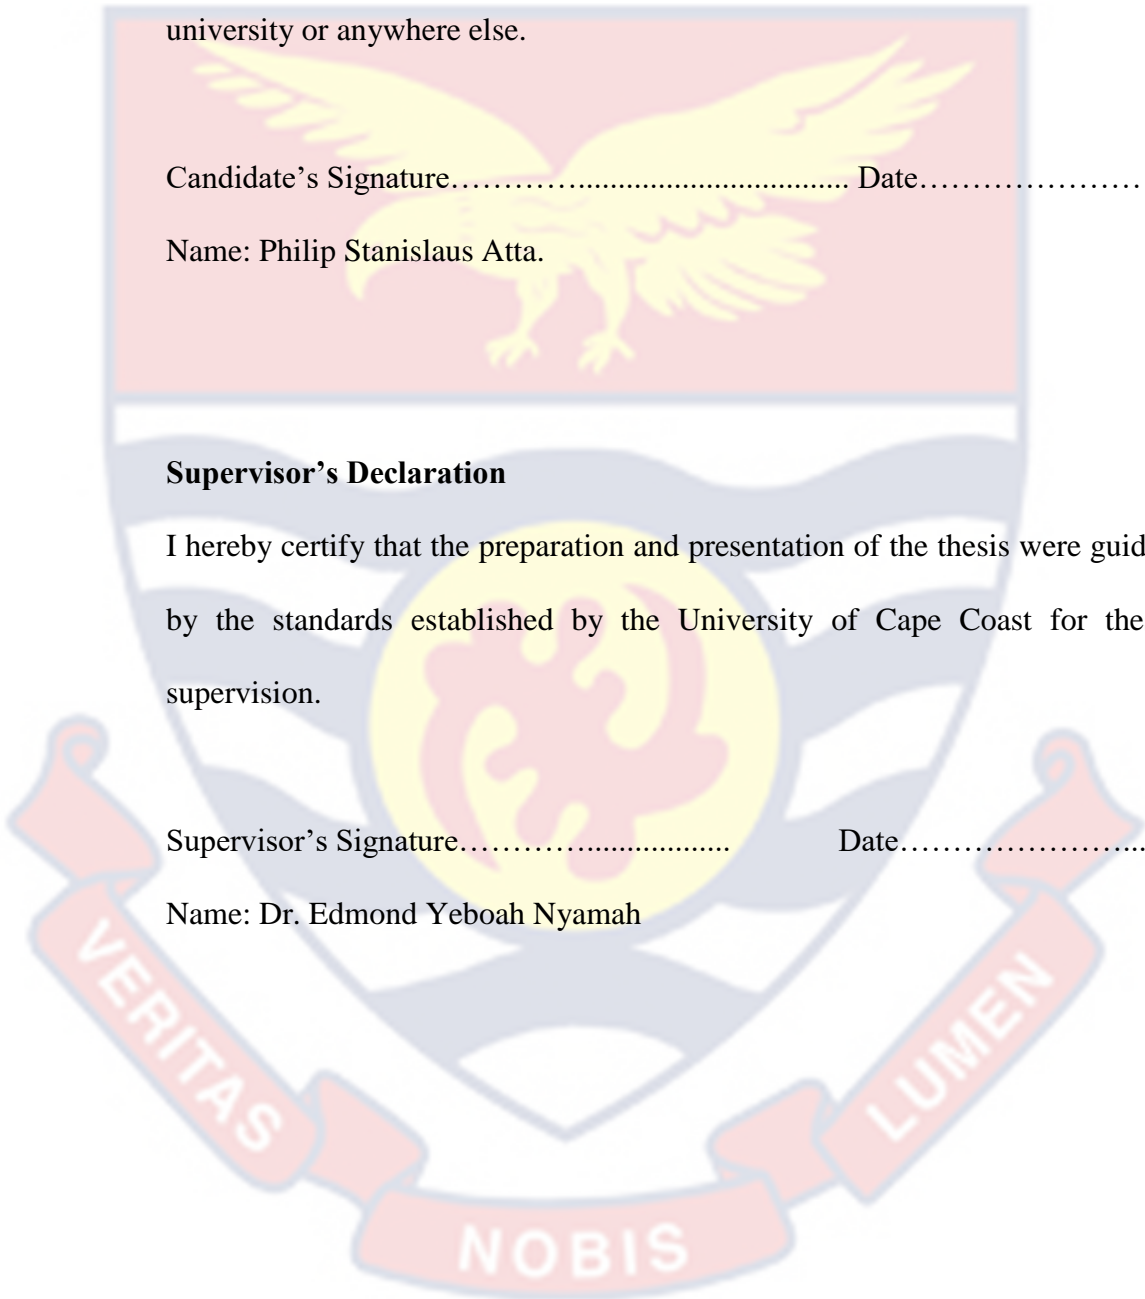 university or anywhere else.
Candidate’s Signature…………................................... Date…………………
Name: Philip Stanislaus Atta.
Supervisor’s Declaration
I hereby certify that the preparation and presentation of the thesis were guid
by the standards established by the University of Cape Coast for the
supervision.
Supervisor’s Signature…………................... Date…………………...
Name: Dr. Edmond Yeboah Nyamah
VERITAS
NOBIS
LUMEN